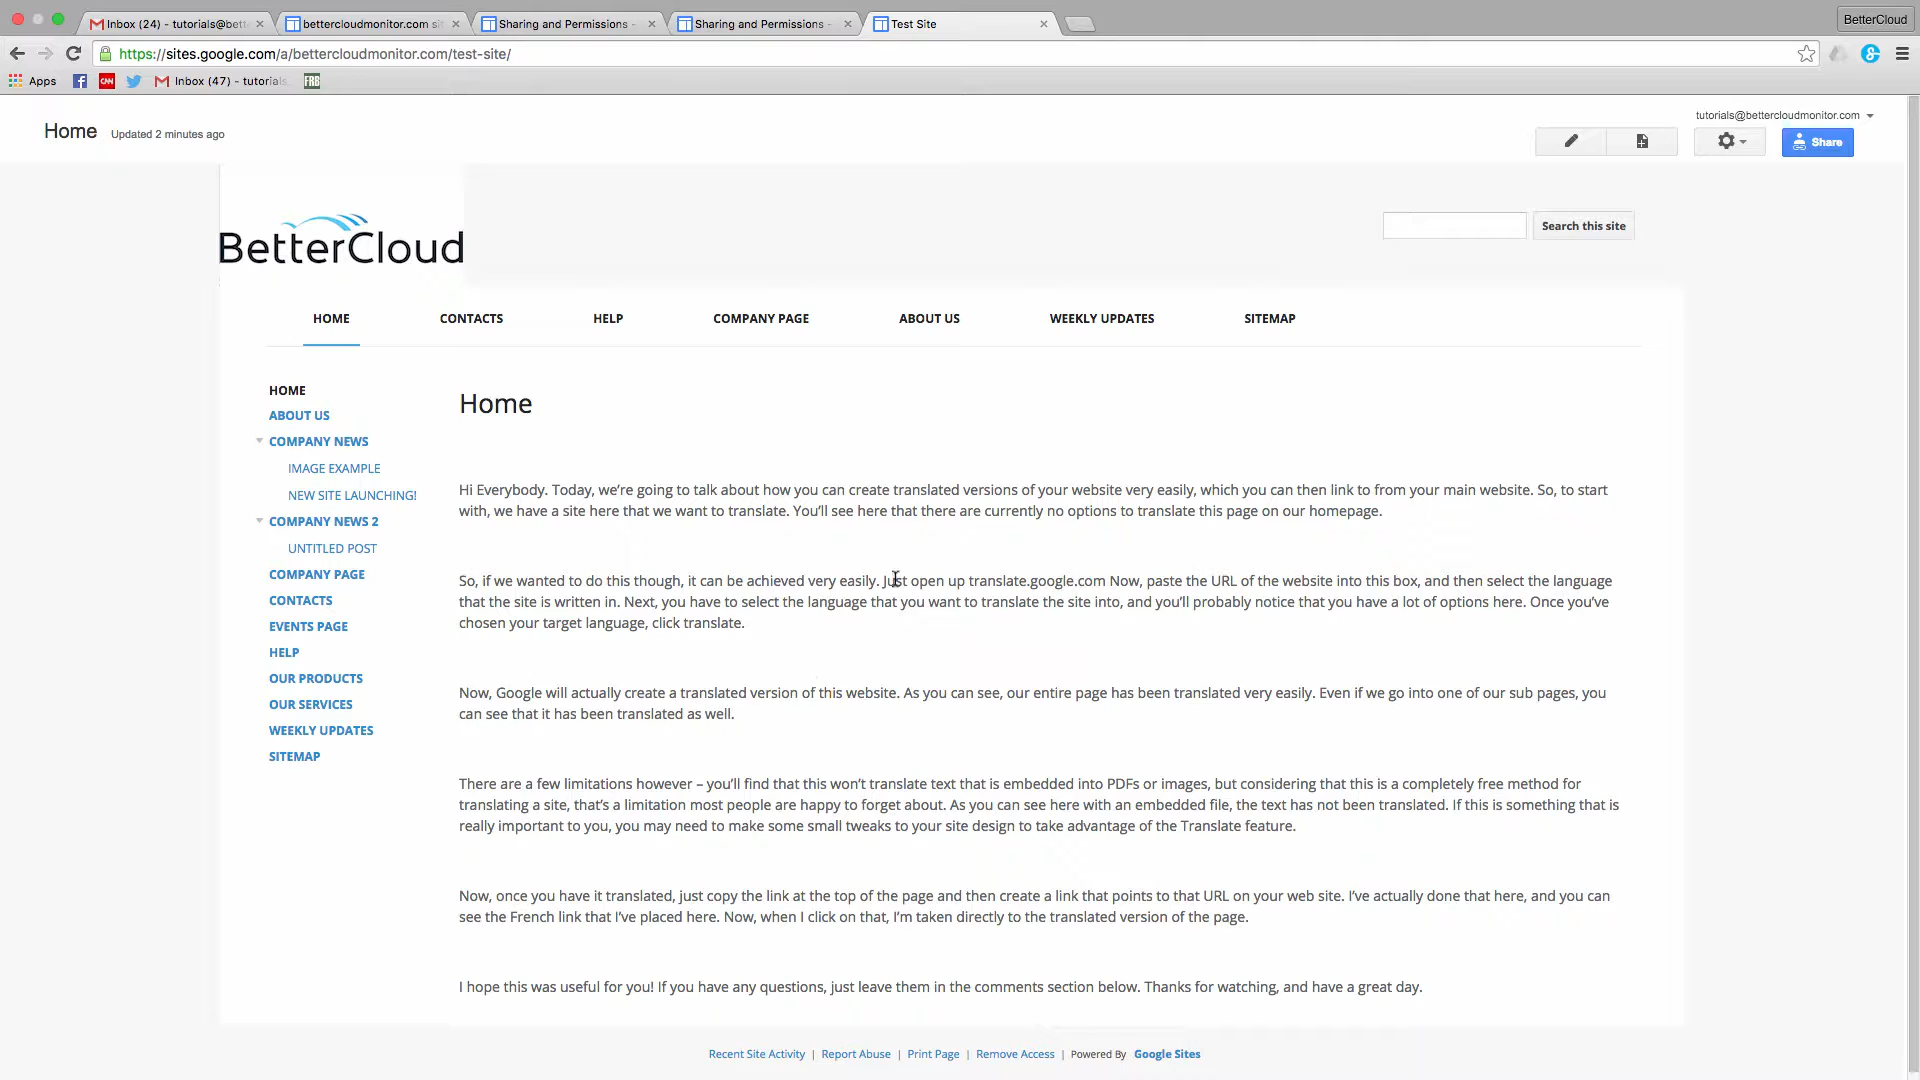 Inbox (24) - tutorials@bett
bettercloudmonitor.com si
Sharing and Permissions -
Sharing and Permissions -
Test Site
BetterCloud
https://sites.google.com/a/bettercloudmonitor.com/test-site/
Apps
CNN
Inbox (47) - tutorials
FRB
tutorials@bettercloudmonitor.com
Home Updated 2 minutes ago
Share
BetterCloud
Search this site
HOME CONTACTS HELP COMPANY PAGE ABOUT US WEEKLY UPDATES SITEMAP
HOME
ABOUT US
COMPANY NEWS
IMAGE EXAMPLE
NEW SITE LAUNCHING!
COMPANY NEWS 2
UNTITLED POST
COMPANY PAGE
CONTACTS
EVENTS PAGE
HELP
OUR PRODUCTS
OUR SERVICES
WEEKLY UPDATES
SITEMAP
Home
Hi Everybody. Today, we're going to talk about how you can create translated versions of your website very easily, which you can then link to from your main website. So, to start
with, we have a site here that we want to translate. You'll see here that there are currently no options to translate this page on our homepage.
So, if we wanted to do this though, it can be achieved very easily. Just open up translate.google.com Now, paste the URL of the website into this box, and then select the language
that the site is written in. Next, you have to select the language that you want to translate the site into, and you'll probably notice that you have a lot of options here. Once you've
chosen your target language, click translate.
Now, Google will actually create a translated version of this website. As you can see, our entire page has been translated very easily. Even if we go into one of our sub pages, you
can see that it has been translated as well.
There are a few limitations however – you'll find that this won't translate text that is embedded into PDFs or images, but considering that this is a completely free method for
translating a site, that's a limitation most people are happy to forget about. As you can see here with an embedded file, the text has not been translated. If this is something that is
really important to you, you may need to make some small tweaks to your site design to take advantage of the Translate feature.
Now, once you have it translated, just copy the link at the top of the page and then create a link that points to that URL on your web site. I've actually done that here, and you can
see the French link that I've placed here. Now, when I click on that, I'm taken directly to the translated version of the page.
I hope this was useful for you! If you have any questions, just leave them in the comments section below. Thanks for watching, and have a great day.
Recent Site Activity | Report Abuse | Print Page | Remove Access | Powered By Google Sites